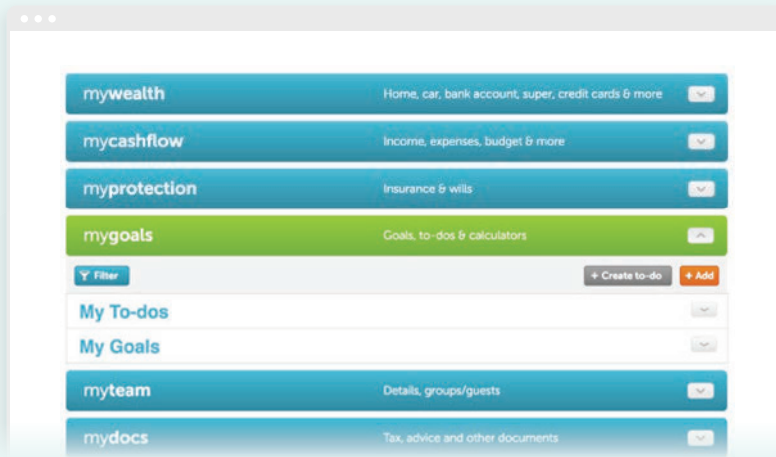 mywealth Home, car, bank account, super, credit cards & more
mycashflow Income, expenses, budget & more
myprotection Insurance & wills
mygoals Goals, to-dos & calculators
Filter + Create to-do + Add
My To-dos
My Goals
myteam Details, groups/guests
mydocs Tax, advice and other documents